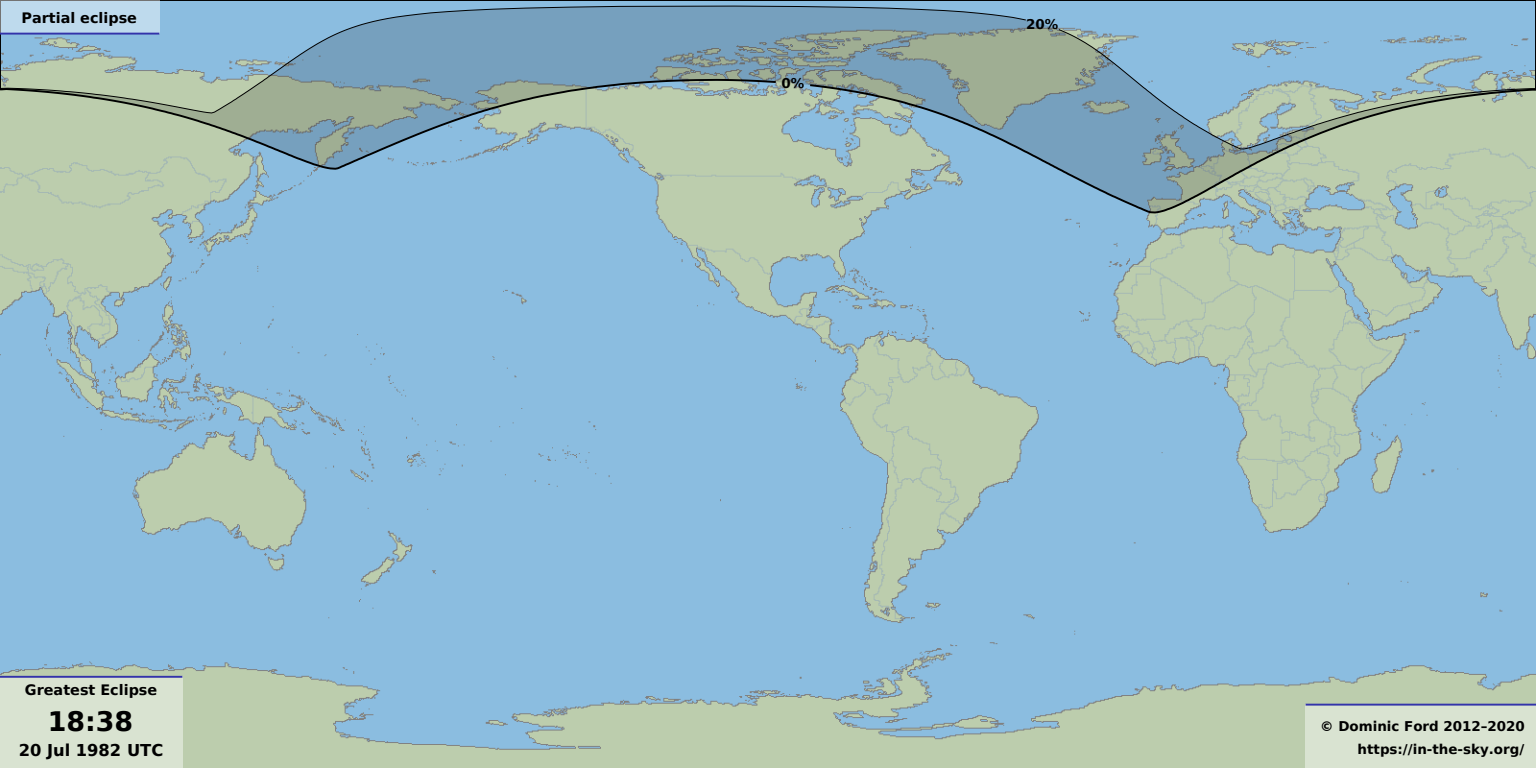 Partial eclipse
20%
0%
Greatest Eclipse
18:38
20 Jul 1982 UTC
© Dominic Ford 2012–2020
https://in-the-sky.org/